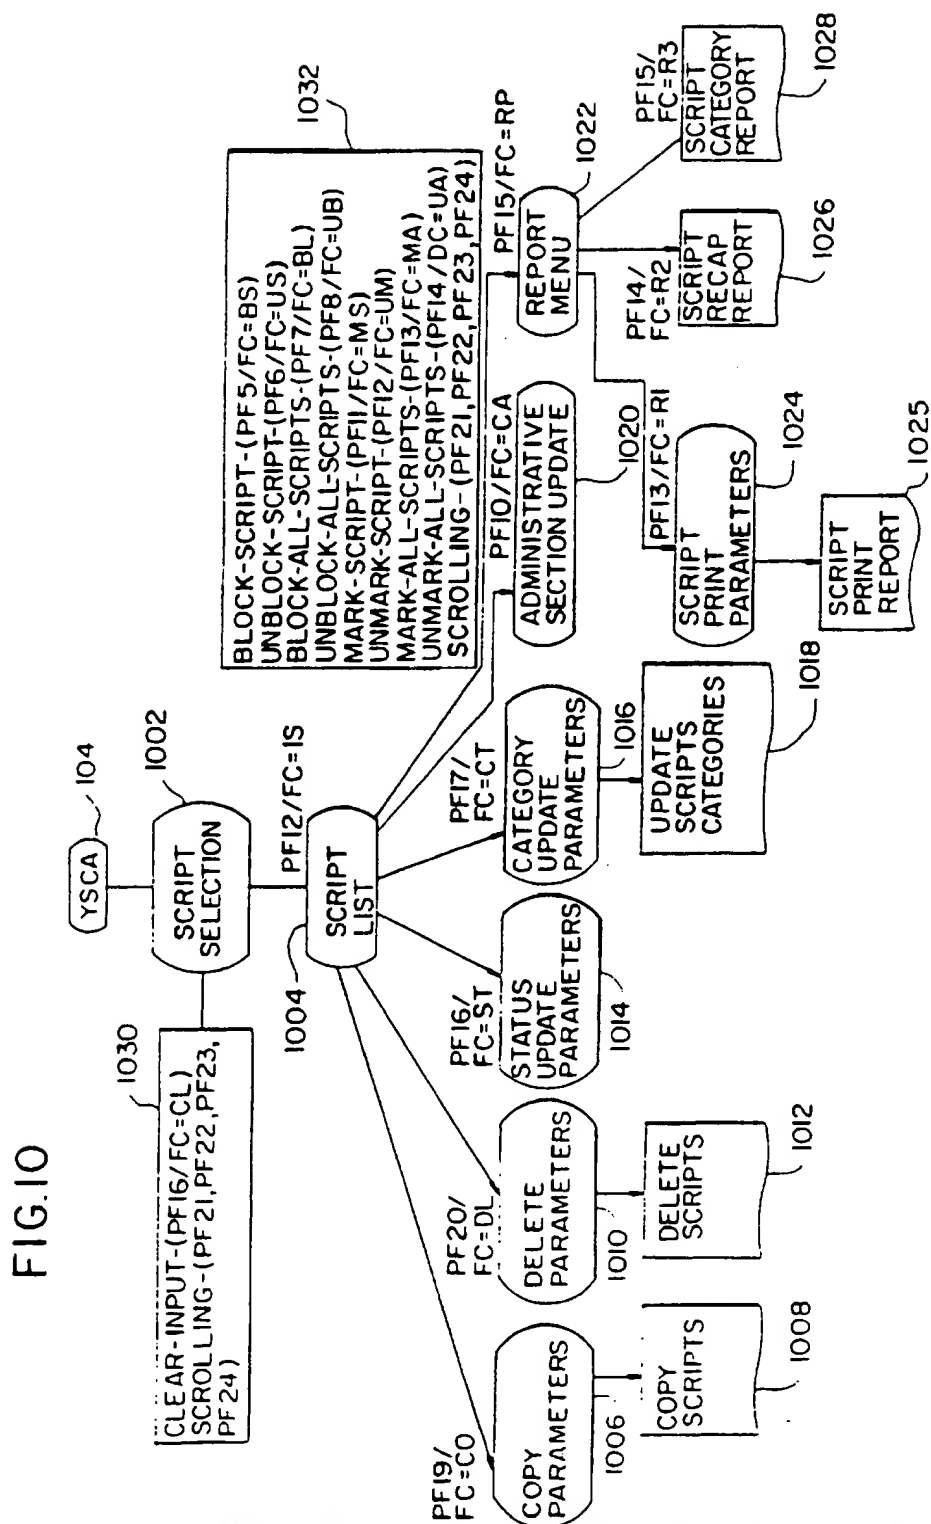 FIG.10
YSCA
104
1002
SCRIPT
SELECTION
1030
CLEAR-INPUT-(PF16/FC=CL)
SCROLLING-(PF21,PF22,PF23,
PF24)
PF12/FC=1S
1004
SCRIPT
LIST
1032
BLOCK-SCRIPT-(PF5/FC=BS)
UNBLOCK-SCRIPT-(PF6/FC=US)
BLOCK-ALL-SCRIPTS-(PF7/FC=BL)
UNBLOCK-ALL-SCRIPTS-(PF8/FC=UB)
MARK-SCRIPT-(PF11/FC=MS)
UNMARK-SCRIPT-(PF12/FC=UM)
MARK-ALL-SCRIPTS-(PF13/FC=MA)
UNMARK-ALL-SCRIPTS-(PF14/DC=UA)
SCROLLING-(PF21,PF22,PF23,PF24)
PF19/
FC=CO
COPY
PARAMETERS
1006
COPY
SCRIPTS
1008
PF20/
FC=DL
DELETE
PARAMETERS
1010
DELETE
SCRIPTS
1012
PF16/
FC=ST
STATUS
UPDATE
PARAMETERS
1014
PF17/
FC=CT
CATEGORY
UPDATE
PARAMETERS
1016
UPDATE
SCRIPTS
CATEGORIES
1018
PF10/FC=CA
ADMINISTRATIVE
SECTION UPDATE
1020
PF15/FC=RP
REPORT
MENU
1022
PF13/FC=R1
SCRIPT
PRINT
PARAMETERS
1024
SCRIPT
PRINT
REPORT
1025
PF14/
FC=R2
SCRIPT
RECAP
REPORT
1026
PF15/
FC=R3
SCRIPT
CATEGORY
REPORT
1028